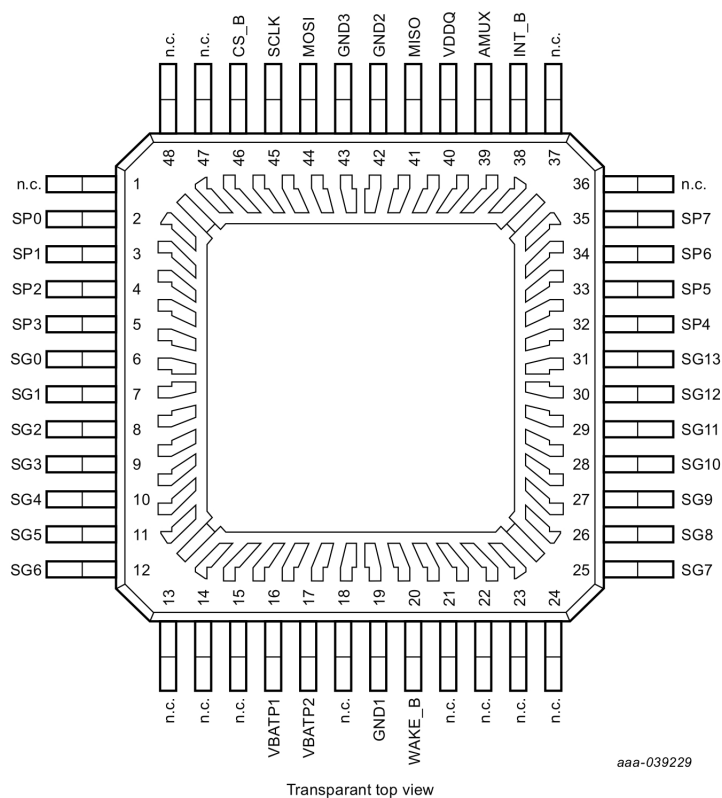 n.c.
n.c.
CS_B
SCLK
MOSI
GND3
GND2
MISO
VDDQ
AMUX
INT_B
n.c.
48
47
46
45
44
43
42
41
40
39
38
37
n.c. 1 36 n.c.
SP0 2 35 SP7
SP1 3 34 SP6
SP2 4 33 SP5
SP3 5 32 SP4
SG0 6 31 SG13
SG1 7 30 SG12
SG2 8 29 SG11
SG3 9 28 SG10
SG4 10 27 SG9
SG5 11 26 SG8
SG6 12 25 SG7
13
14
15
16
17
18
19
20
21
22
23
24
n.c.
n.c.
n.c.
VBATP1
VBATP2
n.c.
GND1
WAKE_B
n.c.
n.c.
n.c.
n.c.
aaa-039229
Transparant top view